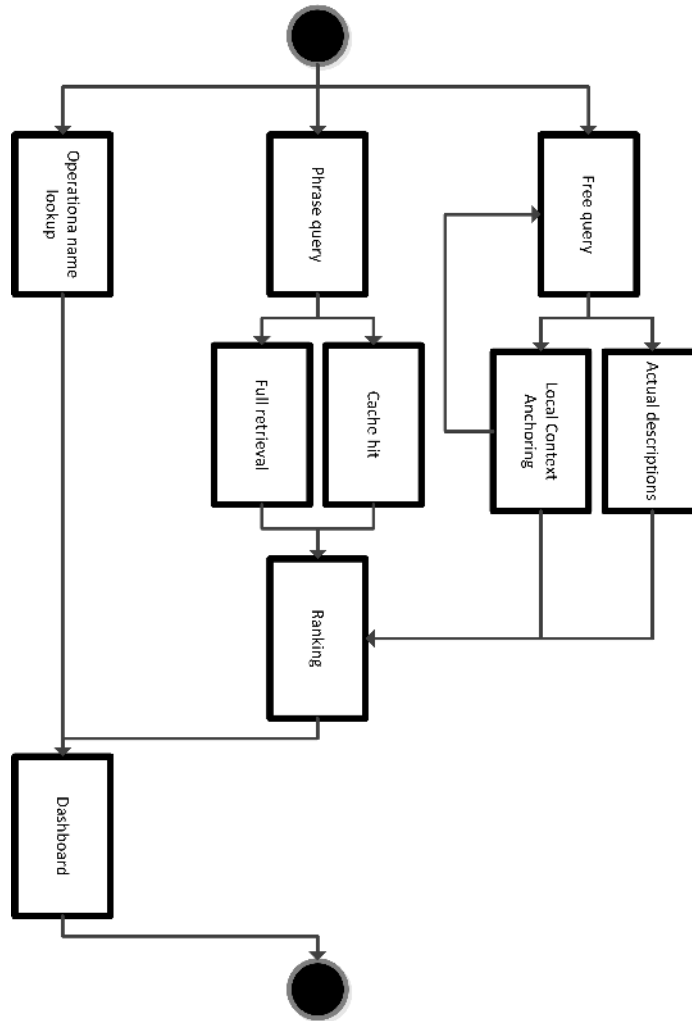 Operationa name
lookup
Phrase query
Free query
Full retrieval
Cache hit
Local Context
Anchoring
Actual descriptions
Ranking
Dashboard